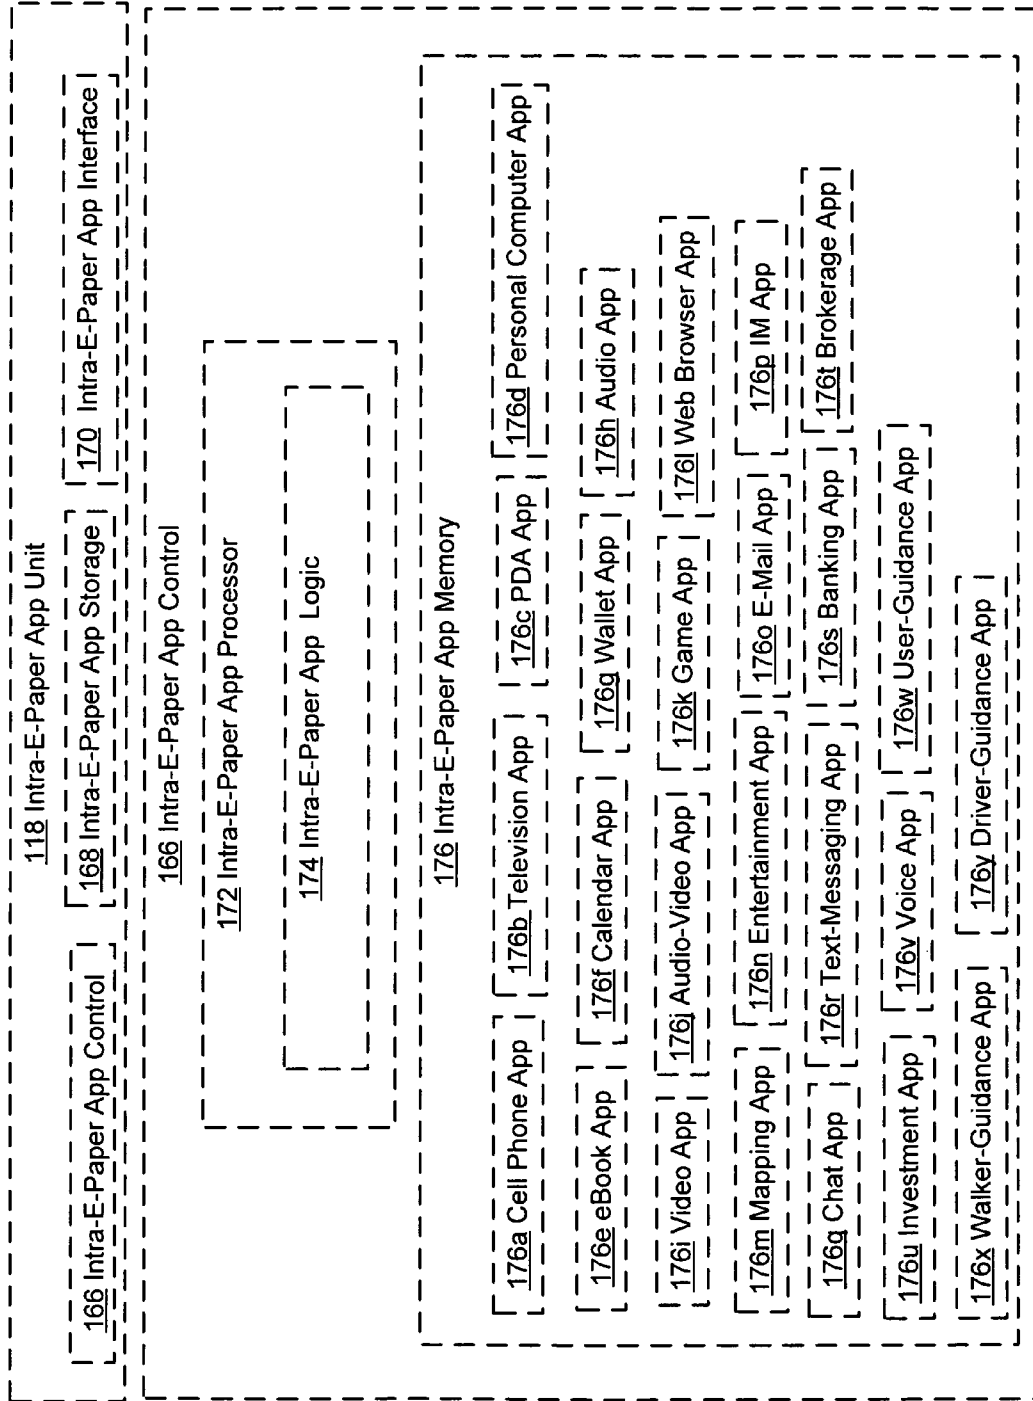 118 Intra-E-Paper App Unit
166 Intra-E-Paper App Control
168 Intra-E-Paper App Storage
170 Intra-E-Paper App Interface
166 Intra-E-Paper App Control
172 Intra-E-Paper App Processor
174 Intra-E-Paper App Logic
176 Intra-E-Paper App Memory
176a Cell Phone App
176b Television App
176c PDA App
176d Personal Computer App
176e eBook App
176f Calendar App
176g Wallet App
176h Audio App
176i Video App
176j Audio-Video App
176k Game App
176l Web Browser App
176m Mapping App
176n Entertainment App
176o E-Mail App
176p IM App
176q Chat App
176r Text-Messaging App
176s Banking App
176t Brokerage App
176u Investment App
176v Voice App
176w User-Guidance App
176x Walker-Guidance App
176y Driver-Guidance App